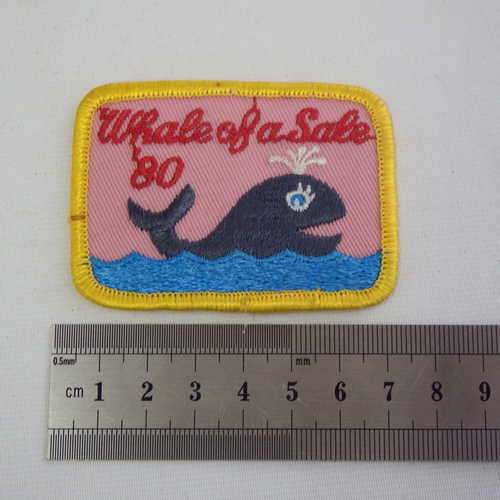 Whale of a Sale
'80
0.5mm mm
cm 1 2 3 4 5 6 7 8 9